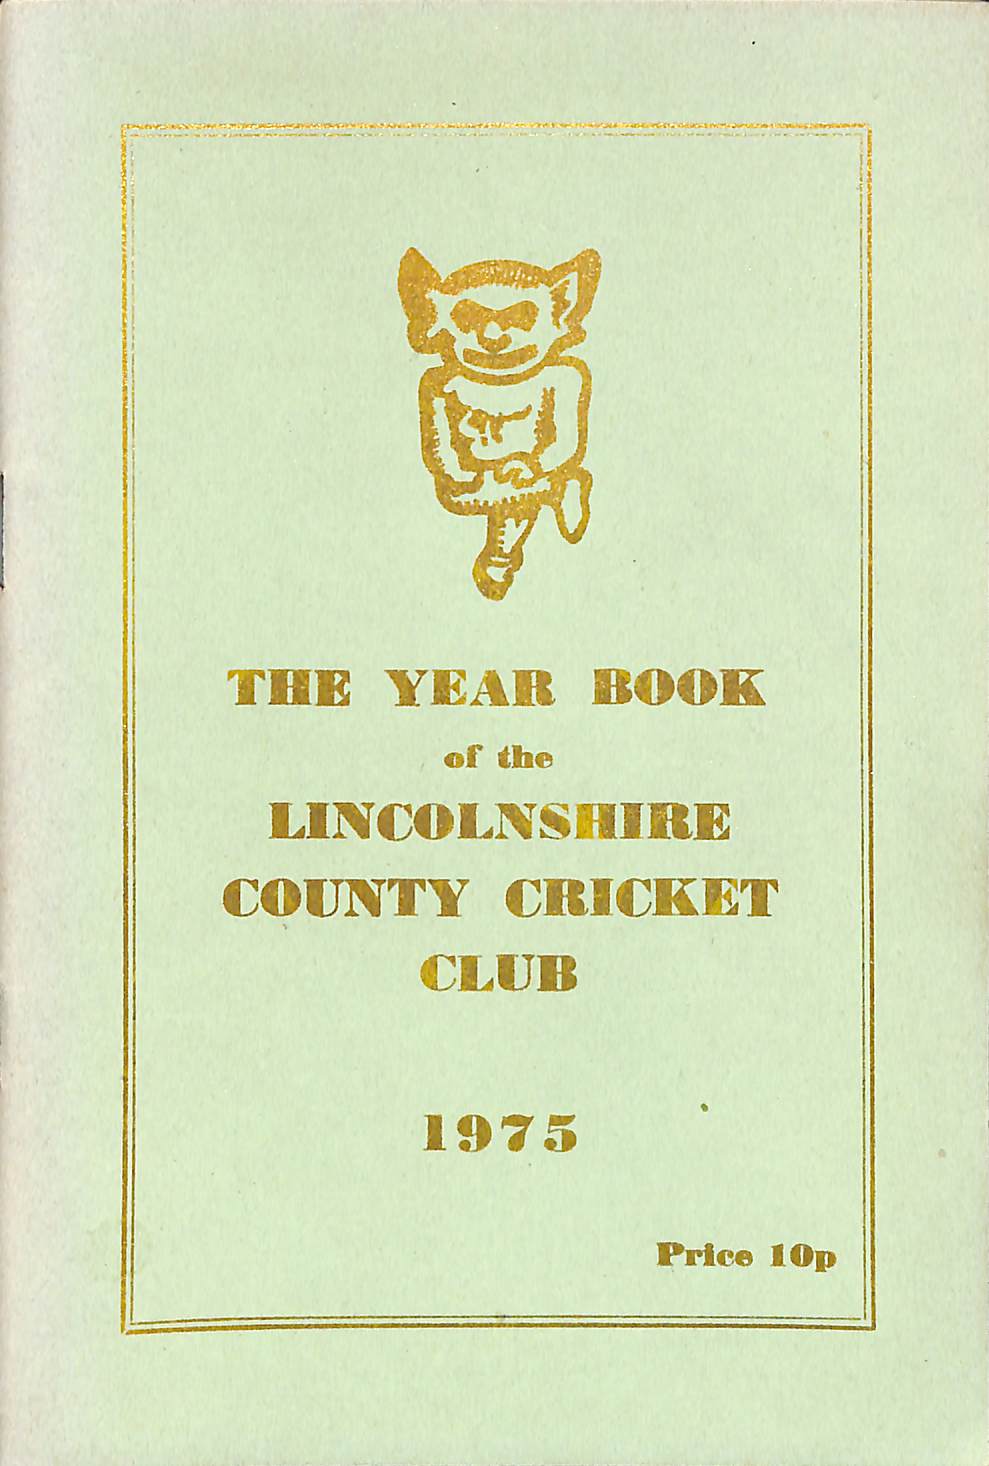 THE YEAR BOOK
of the
LINCOLNSHIRE
COUNTY CRICKET
CLUB
1975
Price 10p